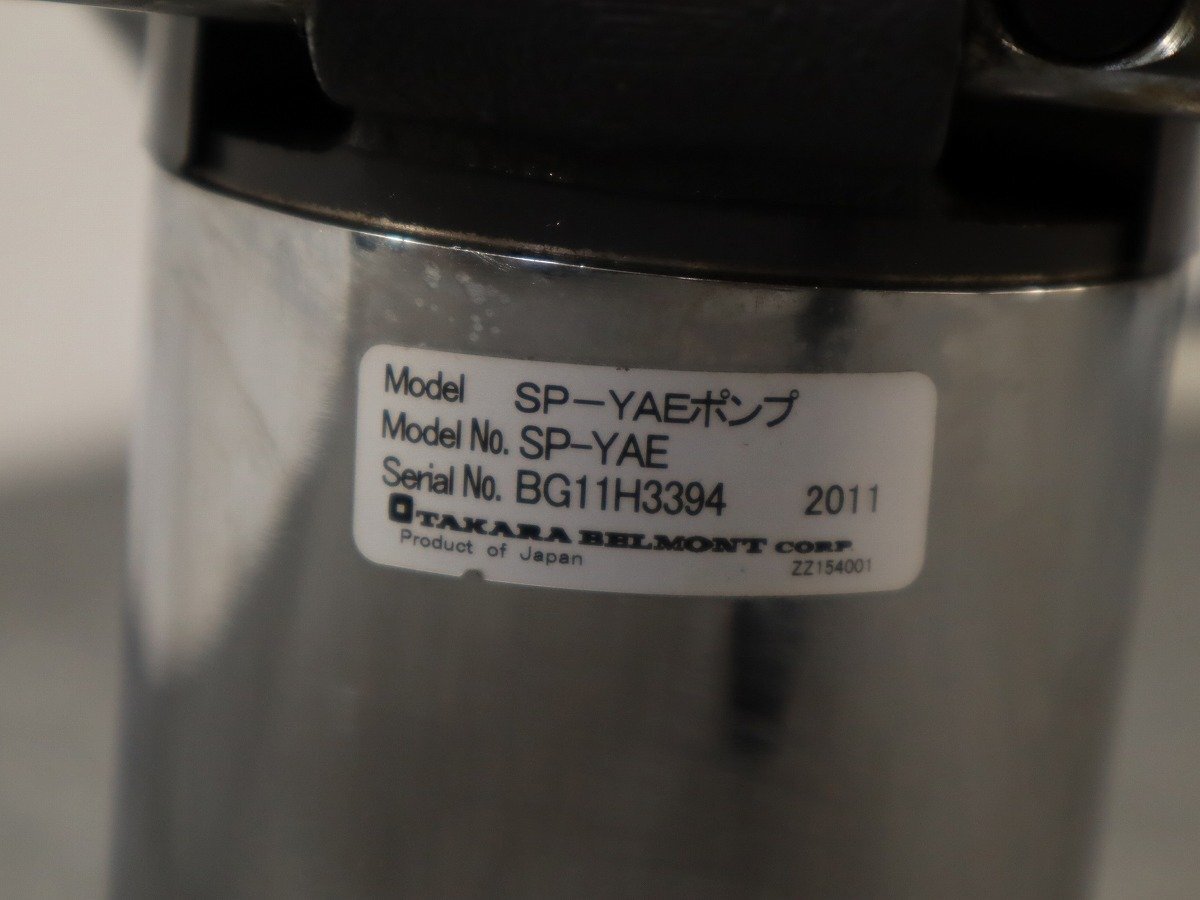 Model SP-YAEポンプ
Model No. SP-YAE
Serial No. BG11H3394 2011
TAKARA BELMONT CORP.
Product of Japan ZZ154001